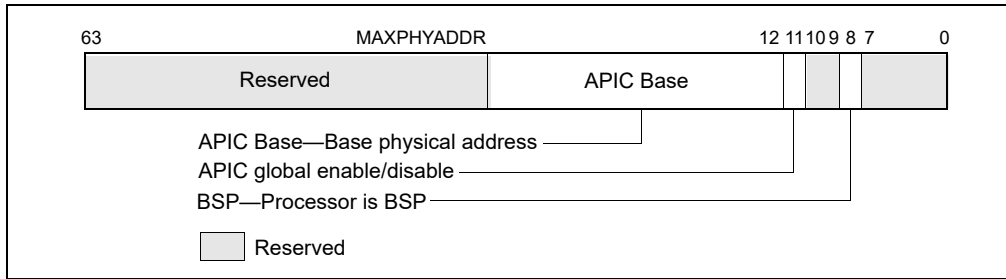 63 MAXPHYADDR 12 11 10 9 8 7 0
Reserved APIC Base
APIC Base—Base physical address
APIC global enable/disable
BSP—Processor is BSP
Reserved